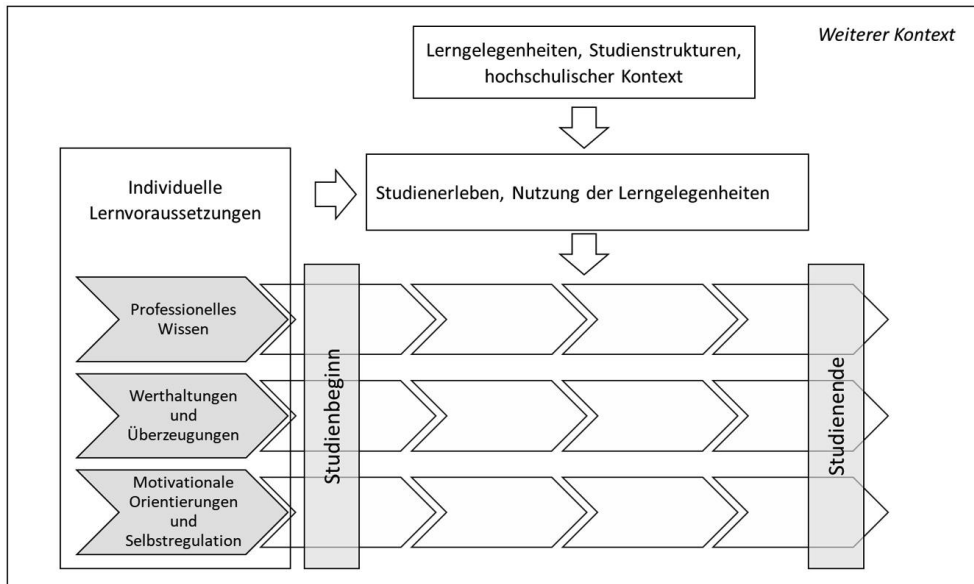 Weiterer Kontext
Lerngelegenheiten, Studienstrukturen,
hochschulischer Kontext
Individuelle
Lernvoraussetzungen
Studienerleben, Nutzung der Lerngelegenheiten
Professionelles
Wissen
Werthaltungen
und
Überzeugungen
Motivationale
Orientierungen
und
Selbstregulation
Studienbeginn
Studienende